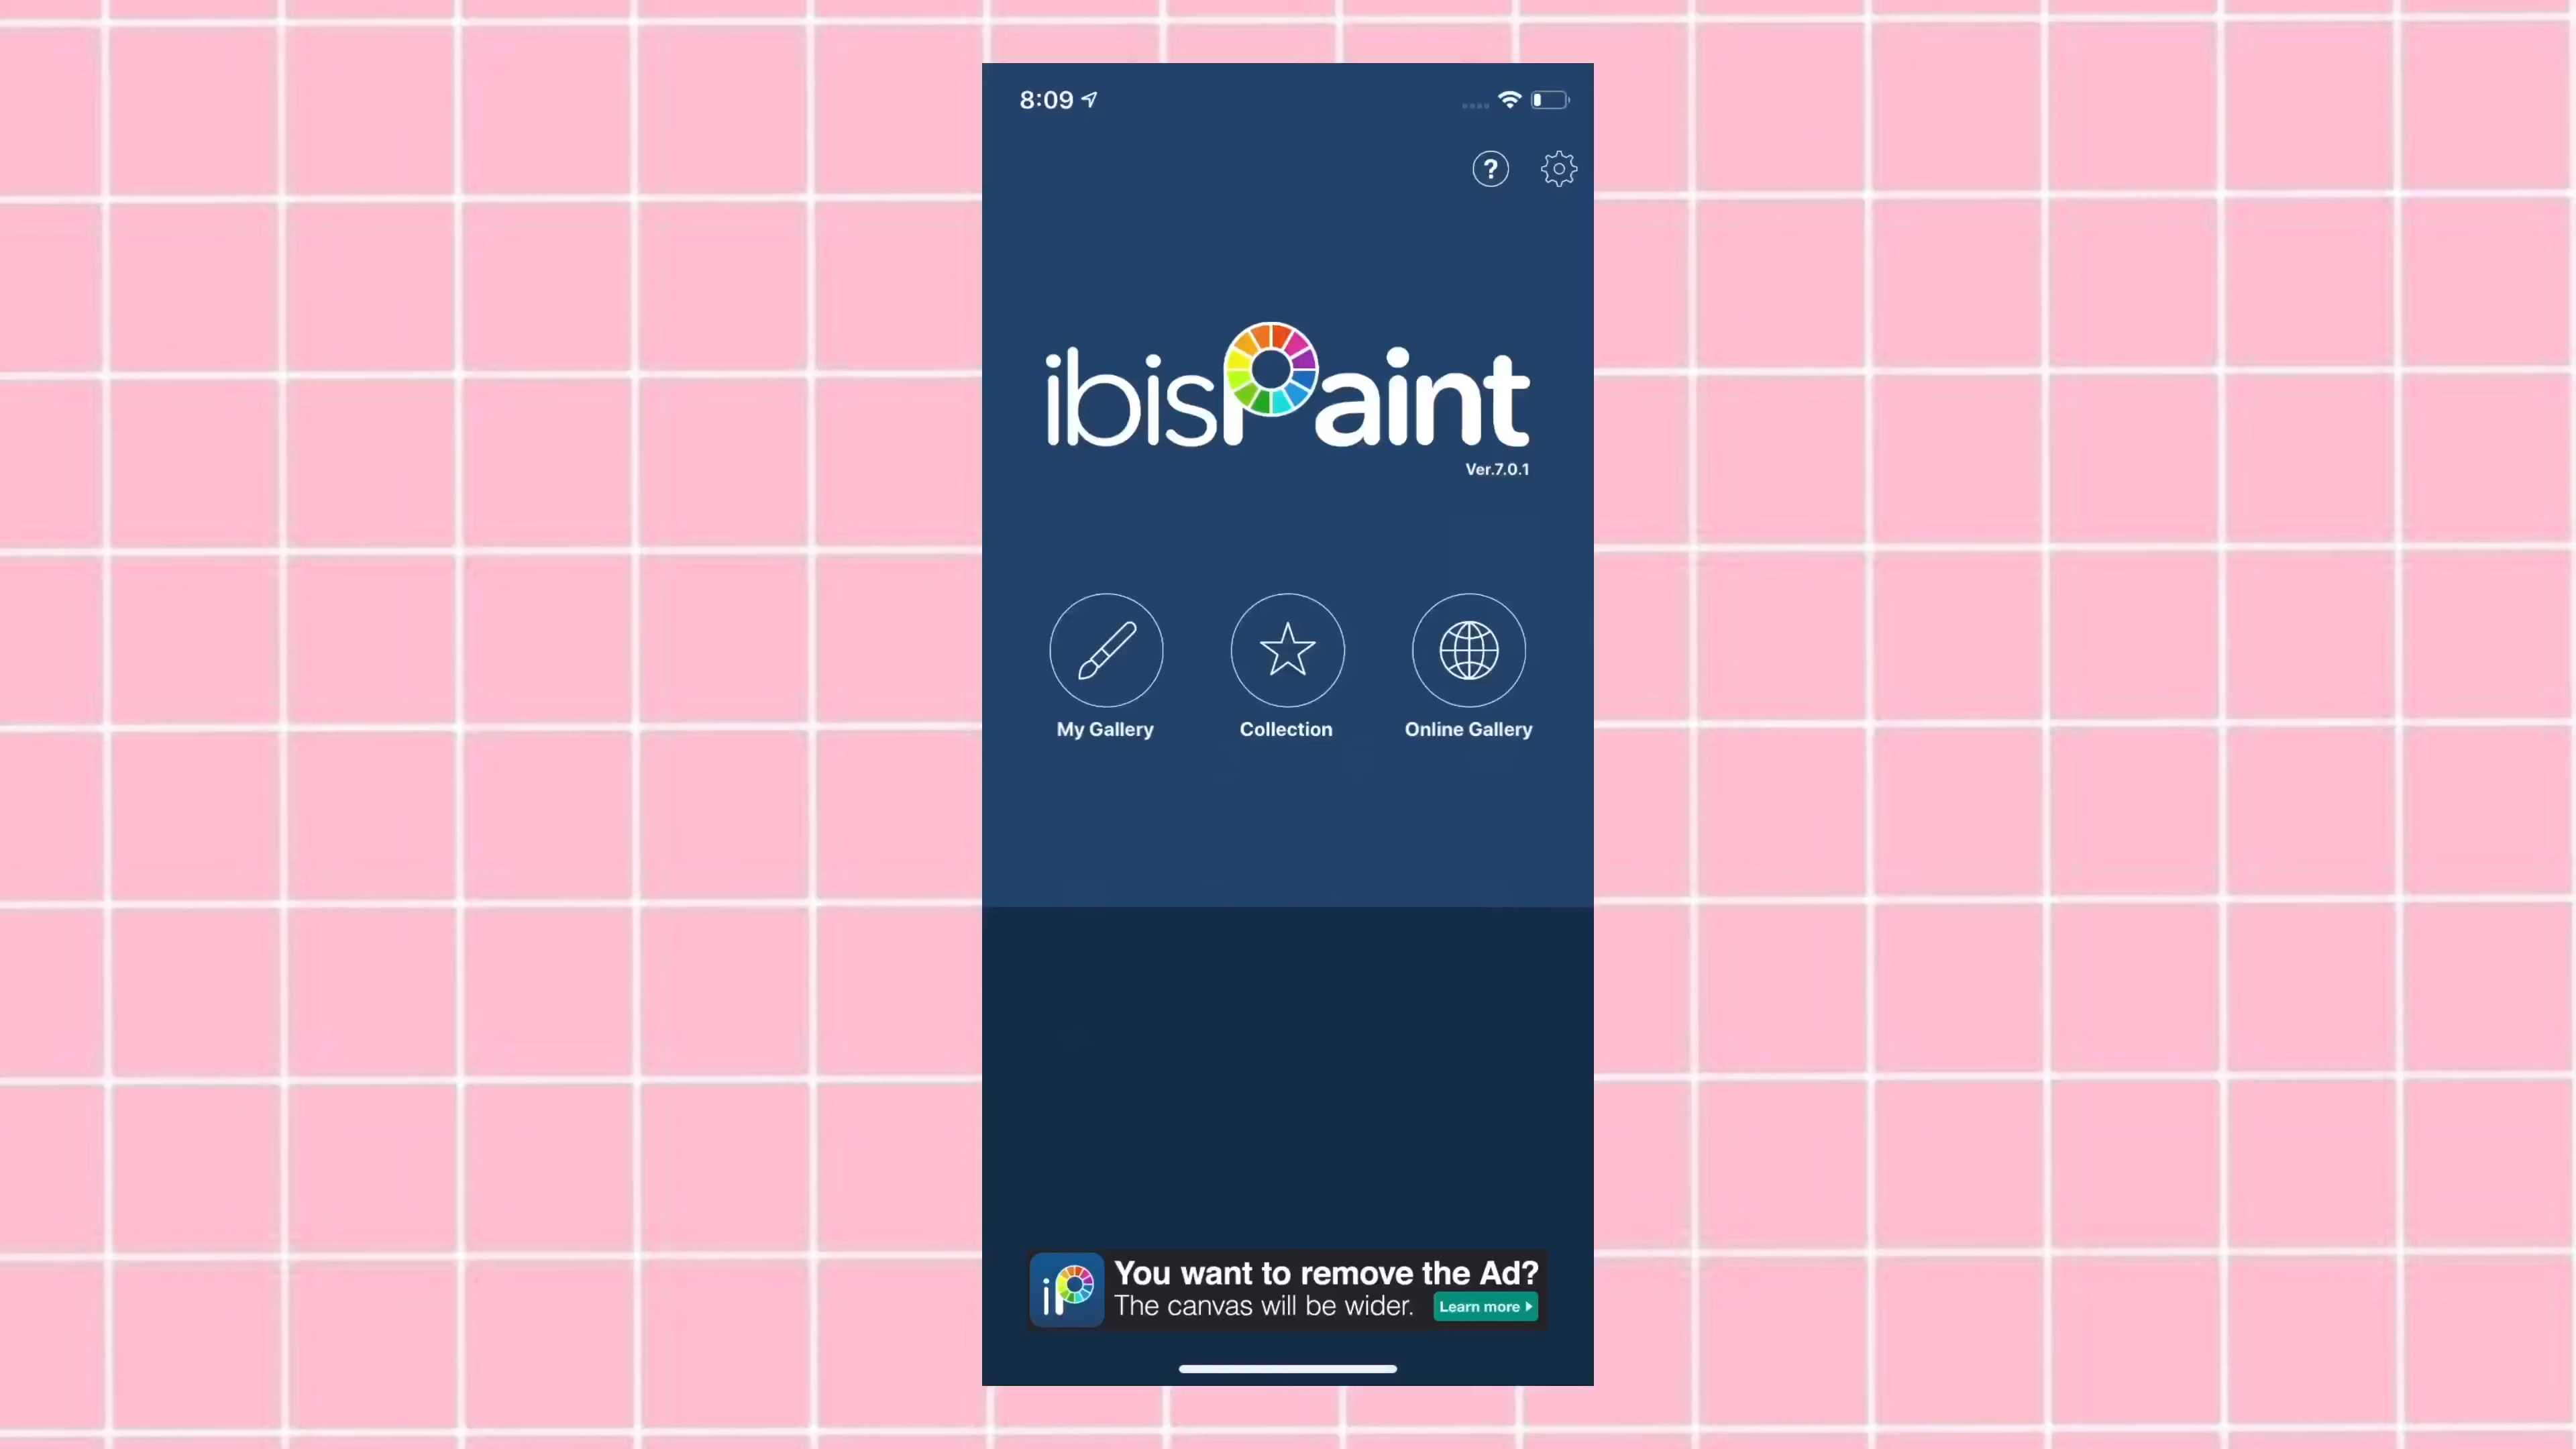 8:09
?
ibisPaint
Ver.7.0.1
My Gallery
Collection
Online Gallery
iP
You want to remove the Ad?
The canvas will be wider.
Learn more